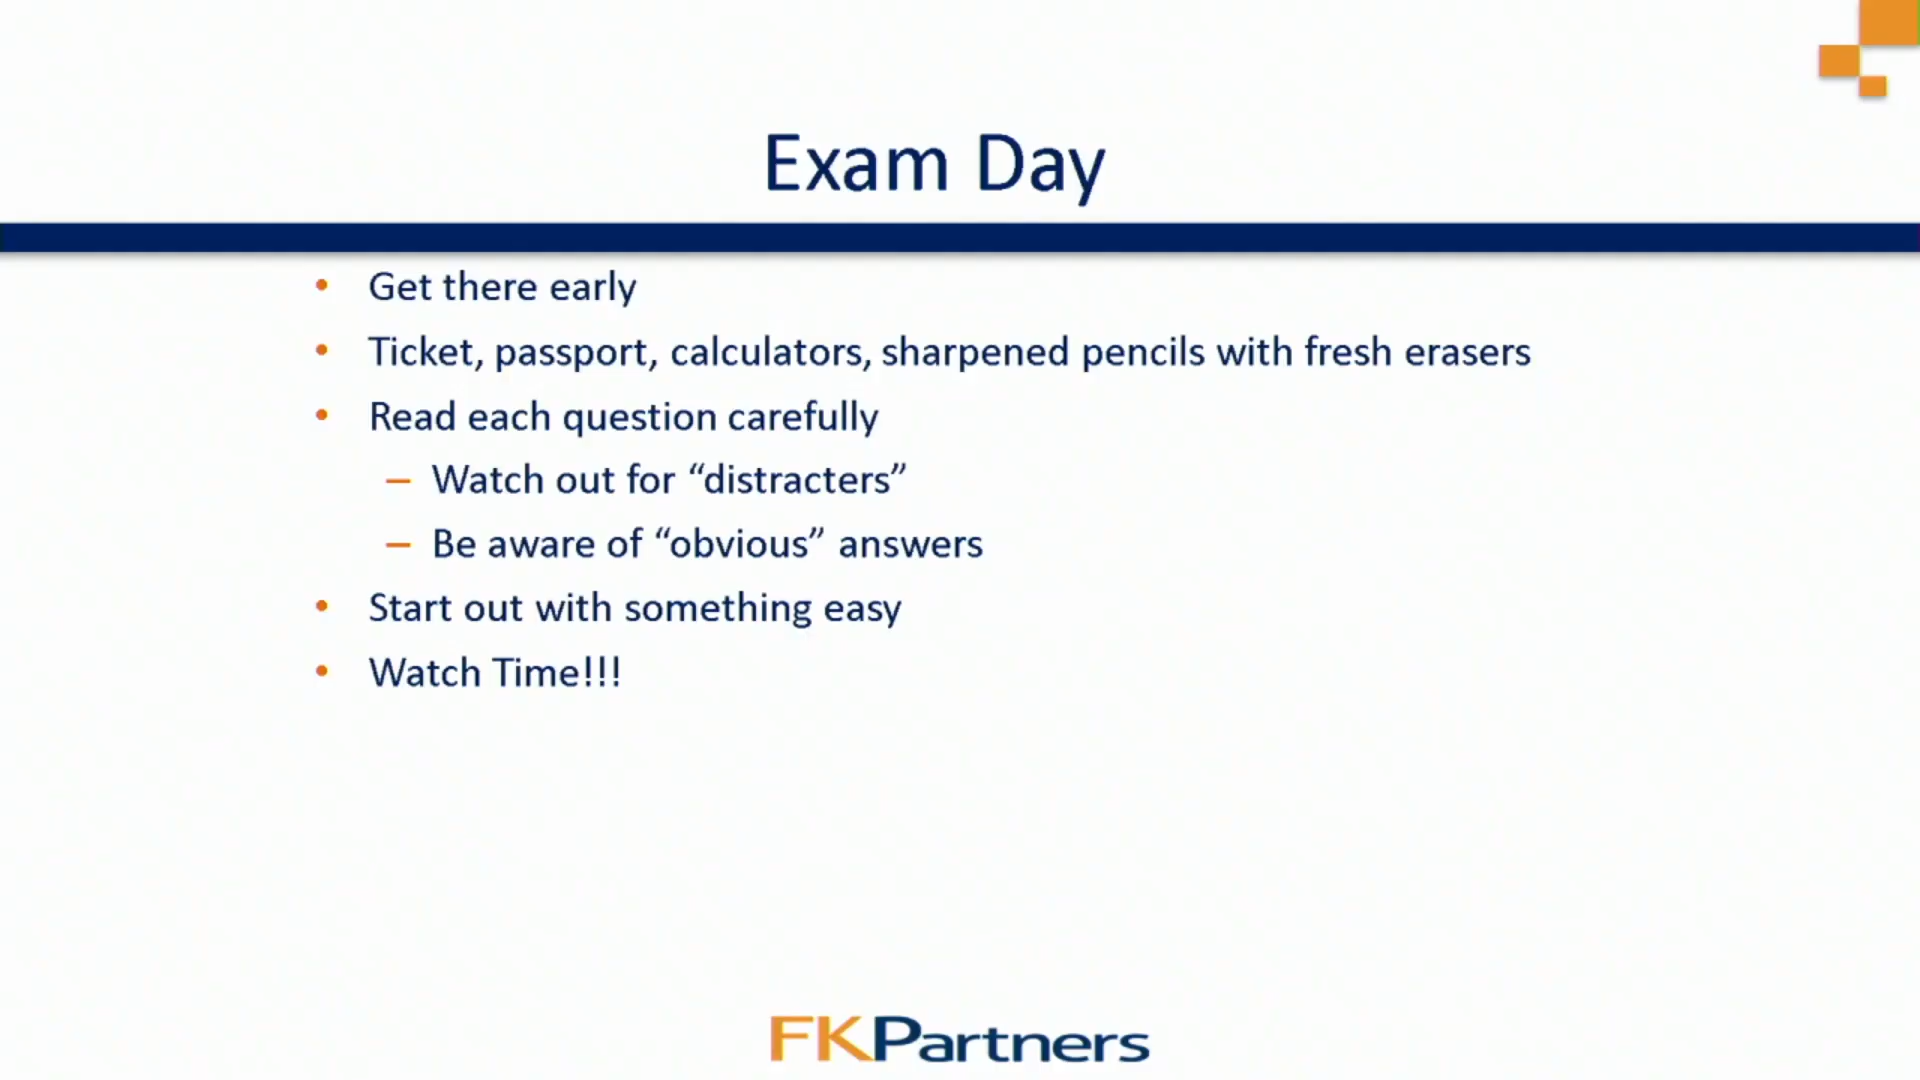 Exam Day
• Get there early
• Ticket, passport, calculators, sharpened pencils with fresh erasers
• Read each question carefully
– Watch out for “distracters”
– Be aware of “obvious” answers
• Start out with something easy
• Watch Time!!!
FKPartners